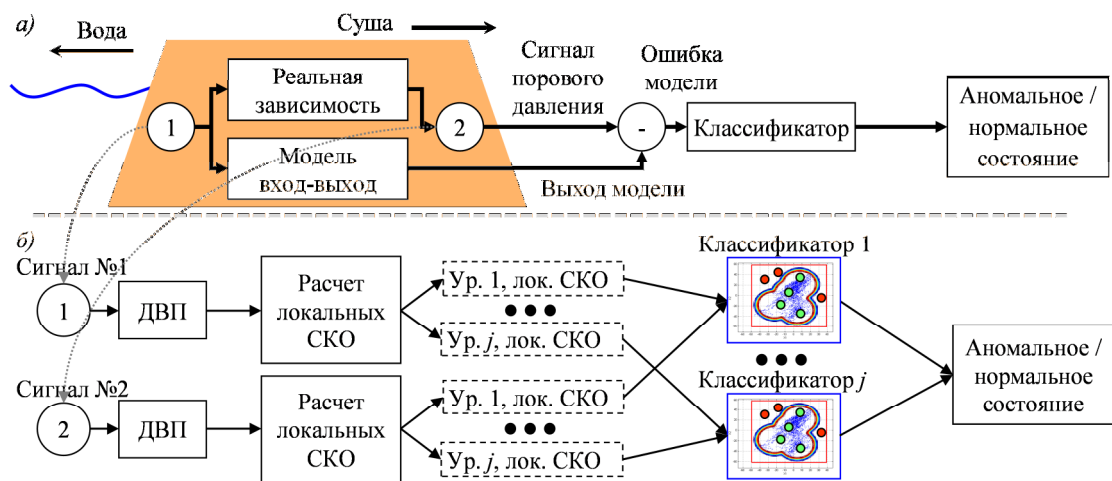 а)
Вода
Суша
Реальная
зависимость
1
2
Модель
вход-выход
Сигнал
порового
давления
Ошибка
модели
-
Классификатор
Аномальное /
нормальное
состояние
Выход модели
б)
Сигнал №1
1
ДВП
Расчет
локальных
СКО
Ур. 1, лок. СКО
Ур. j, лок. СКО
Классификатор 1
Сигнал №2
2
ДВП
Расчет
локальных
СКО
Ур. 1, лок. СКО
Ур. j, лок. СКО
Классификатор j
Аномальное /
нормальное
состояние